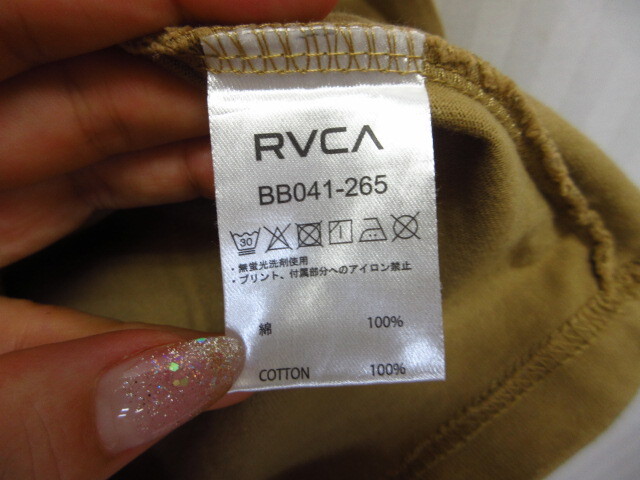 RVCA
BB041-265
30
・無蛍光洗剤使用
・プリント、付属部分へのアイロン禁止
綿 100%
COTTON 100%